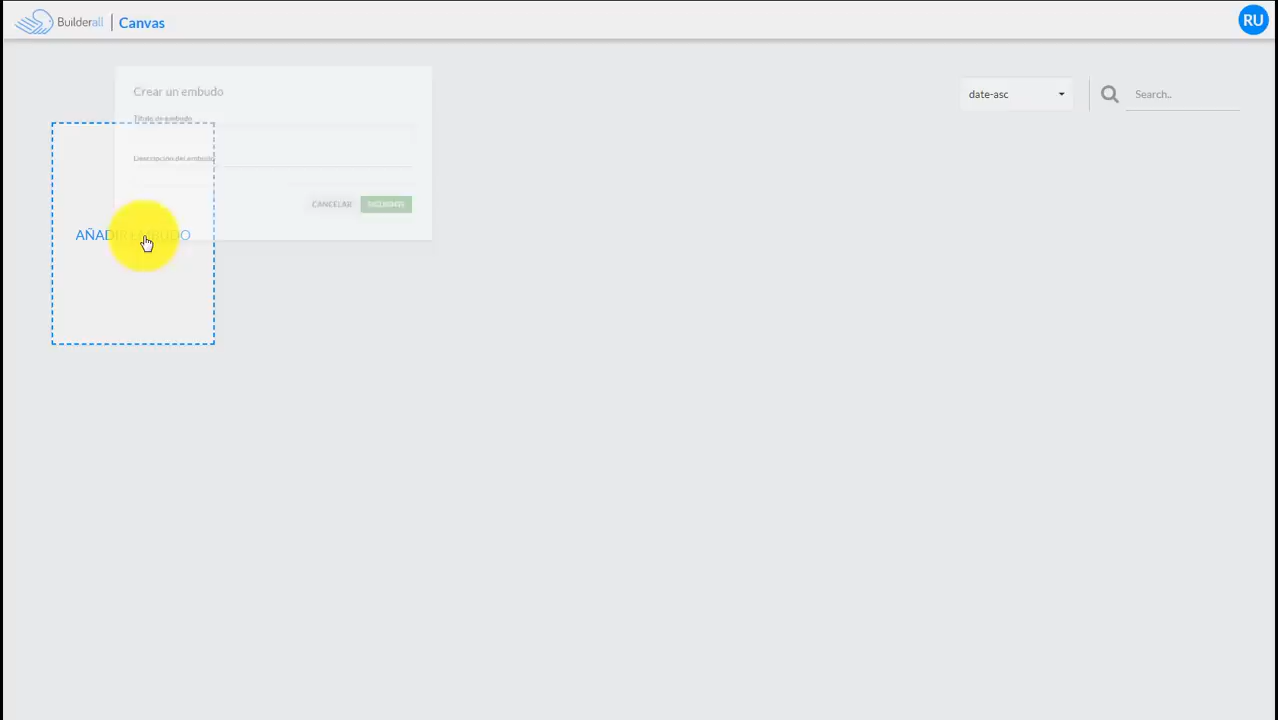 Builderall | Canvas
RU
Crear un embudo
date-asc
Search..
Título de embudo
Descripción del embudo
CANCELAR
AÑADIR EMBUDO